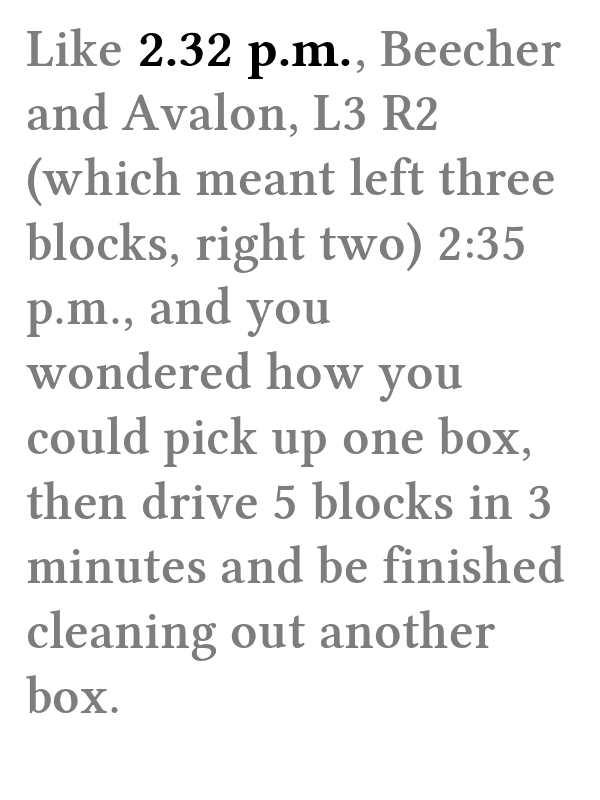 Like 2.32 p.m., Beecher
and Avalon, L3 R2
(which meant left three
blocks, right two) 2:35
p.m., and you
wondered how you
could pick up one box,
then drive 5 blocks in 3
minutes and be finished
cleaning out another
box.